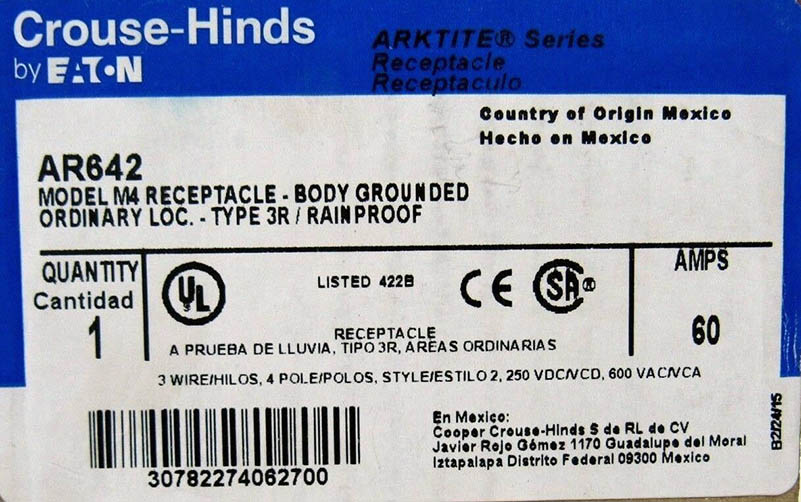 Crouse-Hinds
by EATON
ARKTITE® Series
Receptacle
Receptaculo
Country of Origin Mexico
Hecho en Mexico
AR642
MODEL M4 RECEPTACLE - BODY GROUNDED
ORDINARY LOC. - TYPE 3R / RAINPROOF
QUANTITY
Cantidad
1
UL
LISTED 422B
CE SA®
AMPS
60
RECEPTACLE
A PRUEBA DE LLUVIA, TIPO 3R, AREAS ORDINARIAS
3 WIRE/HILOS, 4 POLE/POLOS, STYLE/ESTILO 2, 250 VDC/VCD, 600 VAC/VCA
30782274062700
En Mexico:
Cooper Crouse-Hinds S de RL de CV
Javier Rojo Gómez 1170 Guadalupe del Moral
Iztapalapa Distrito Federal 09300 Mexico
B2/24/15